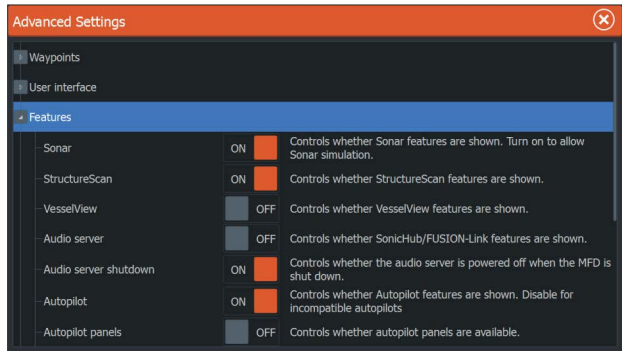 Advanced Settings
Waypoints
User interface
Features
Sonar ON Controls whether Sonar features are shown. Turn on to allow
Sonar simulation.
StructureScan ON Controls whether StructureScan features are shown.
VesselView OFF Controls whether VesselView features are shown.
Audio server OFF Controls whether SonicHub/FUSION-Link features are shown.
Audio server shutdown ON Controls whether the audio server is powered off when the MFD is
shut down.
Autopilot ON Controls whether Autopilot features are shown. Disable for
incompatible autopilots
Autopilot panels OFF Controls whether autopilot panels are available.